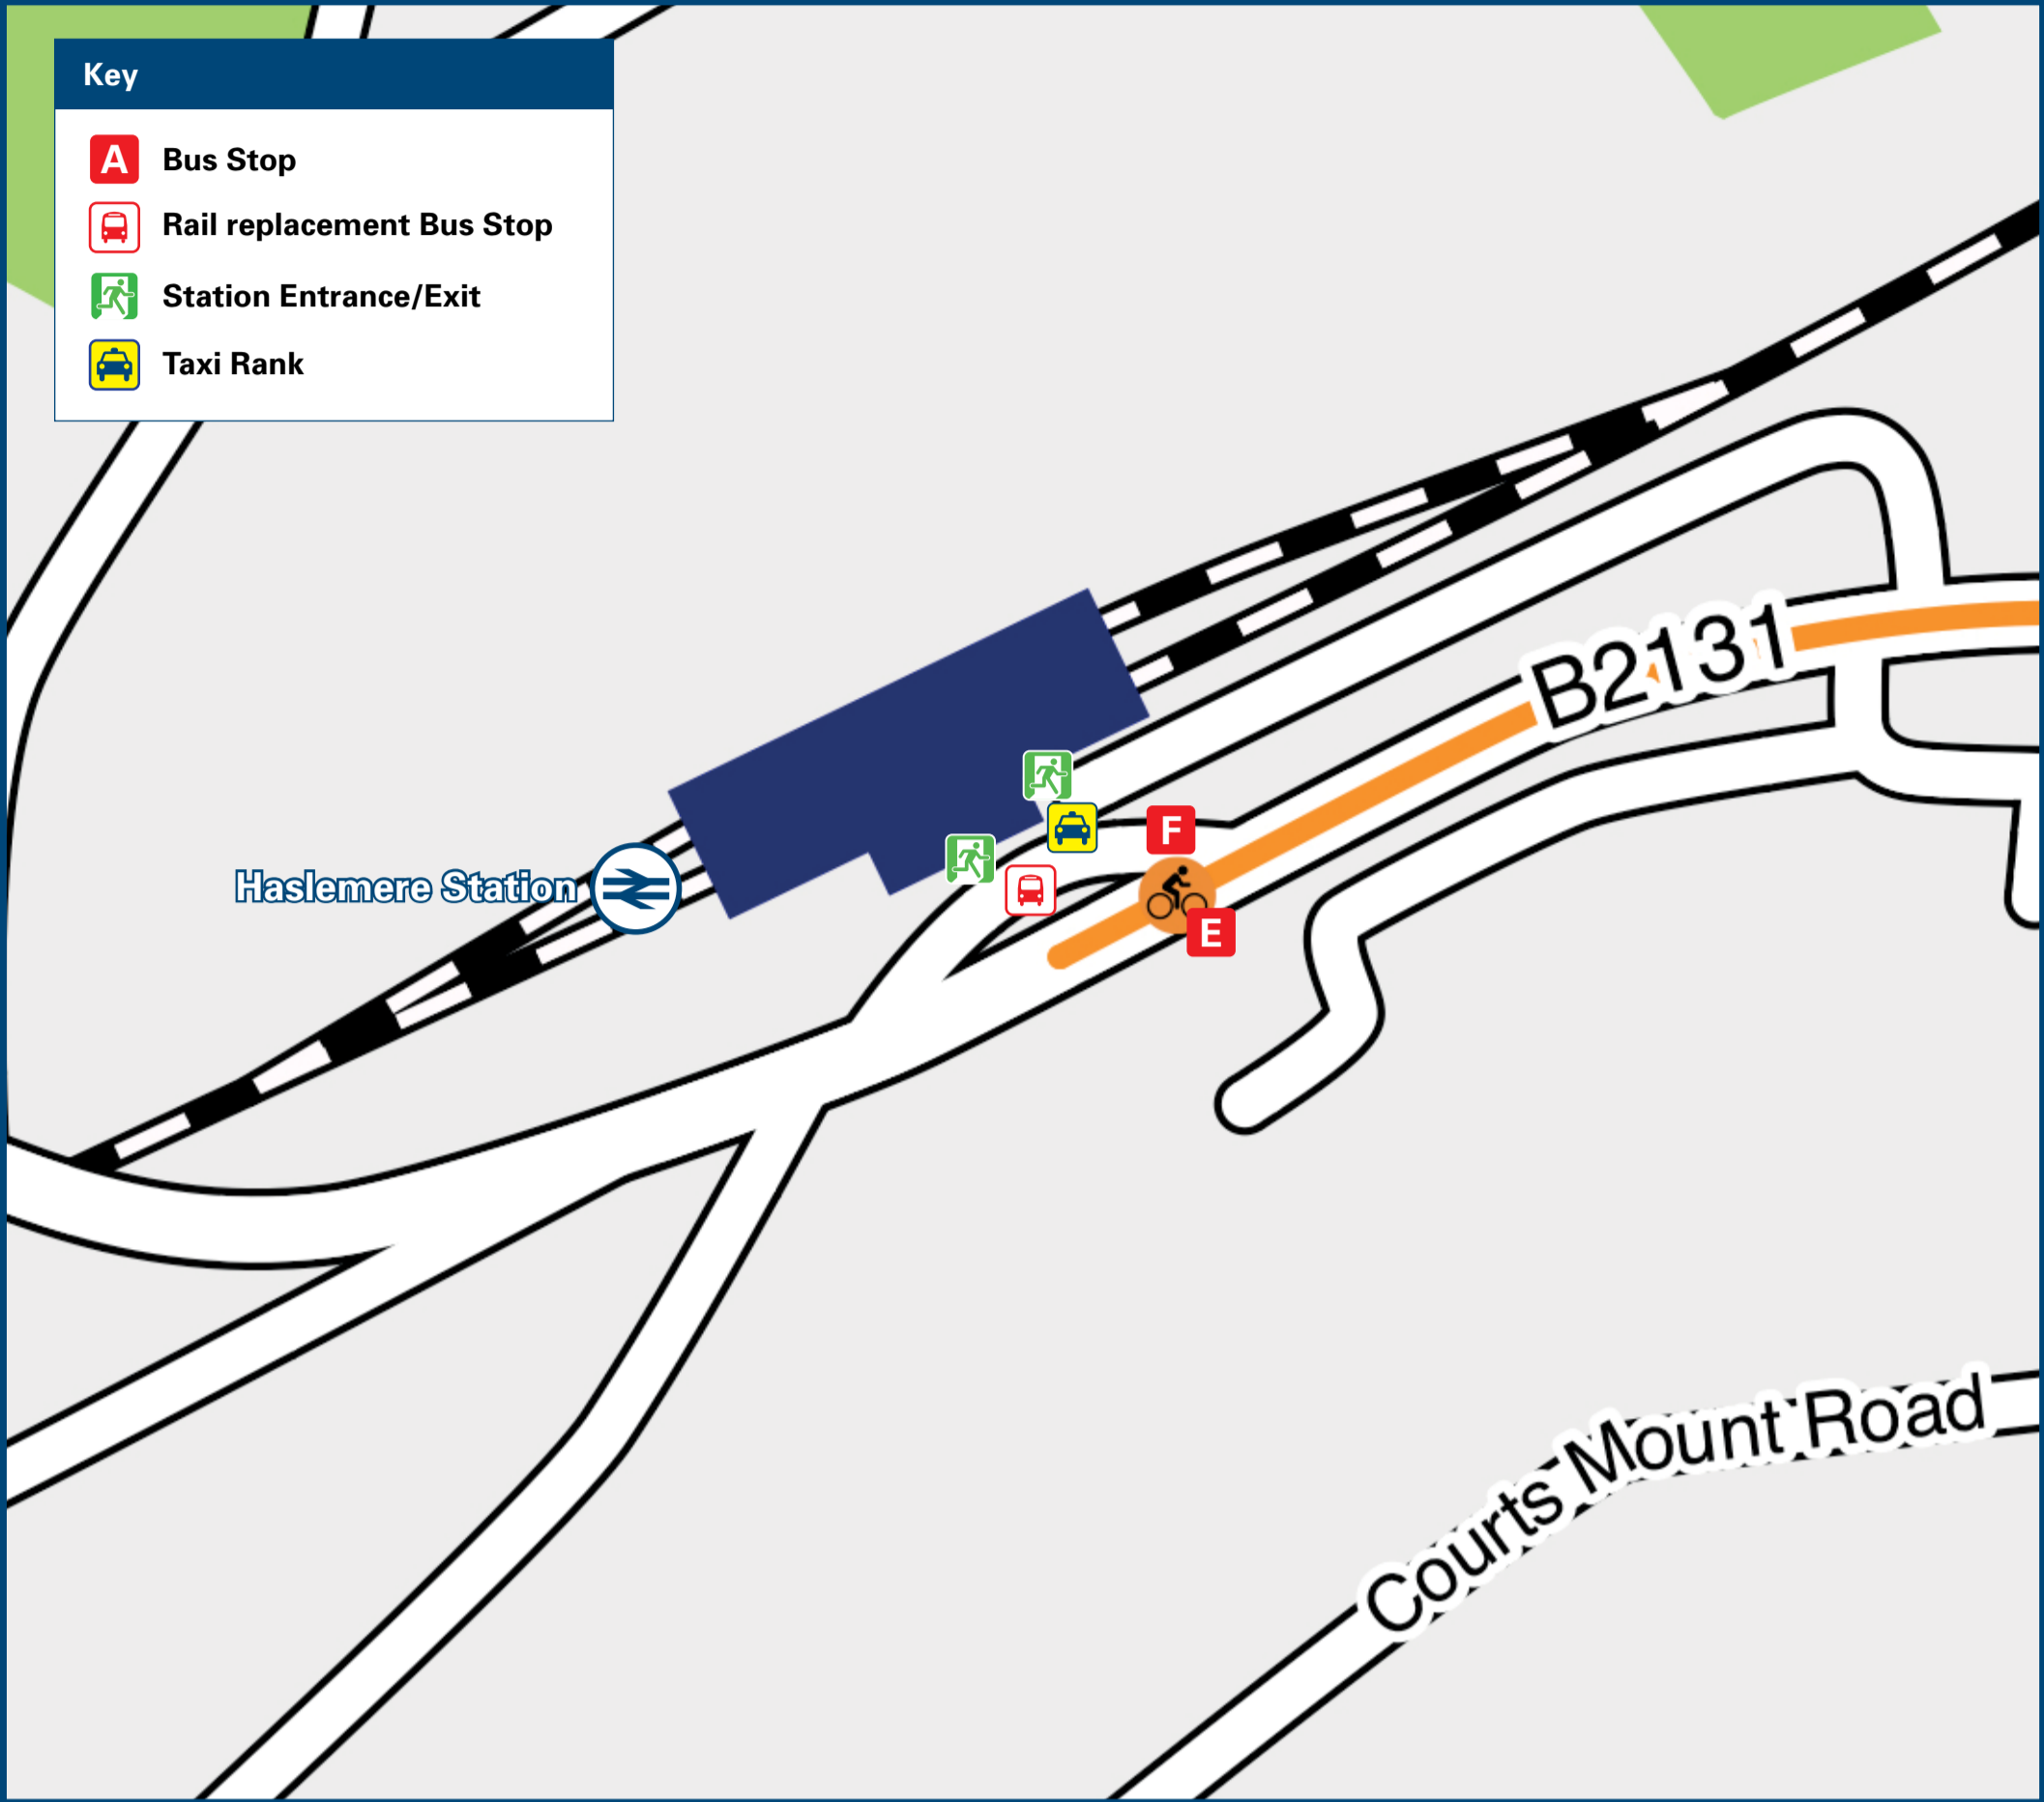 Key
A Bus Stop
Rail replacement Bus Stop
Station Entrance/Exit
Taxi Rank
B2131
F
Haslemere Station
E
Courts Mount Road